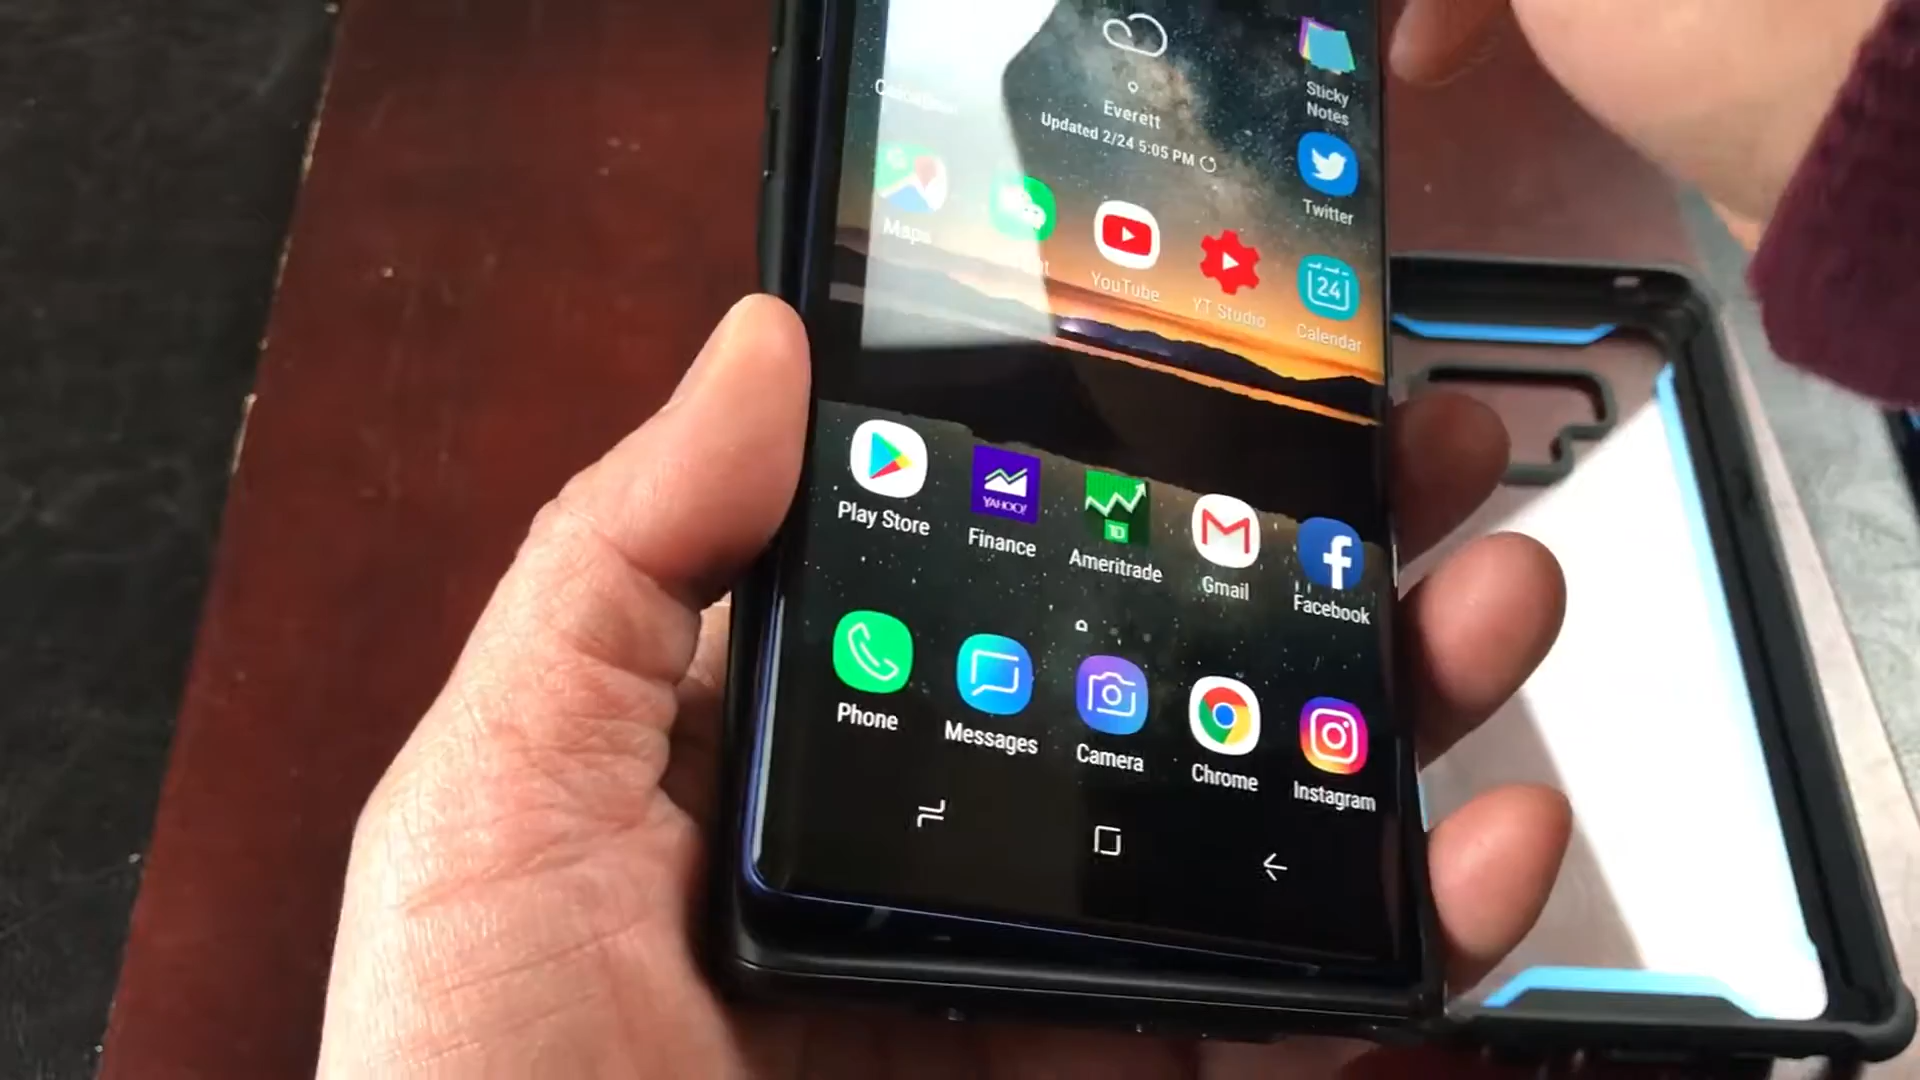 Everett
Updated 2/24 5:05 PM
Sticky
Notes
Twitter
Maps
YouTube
YT Studio
24
Calendar
Play Store
YAHOO!
Finance
TD
Ameritrade
Gmail
f
Facebook
Phone
Messages
Camera
Chrome
Instagram